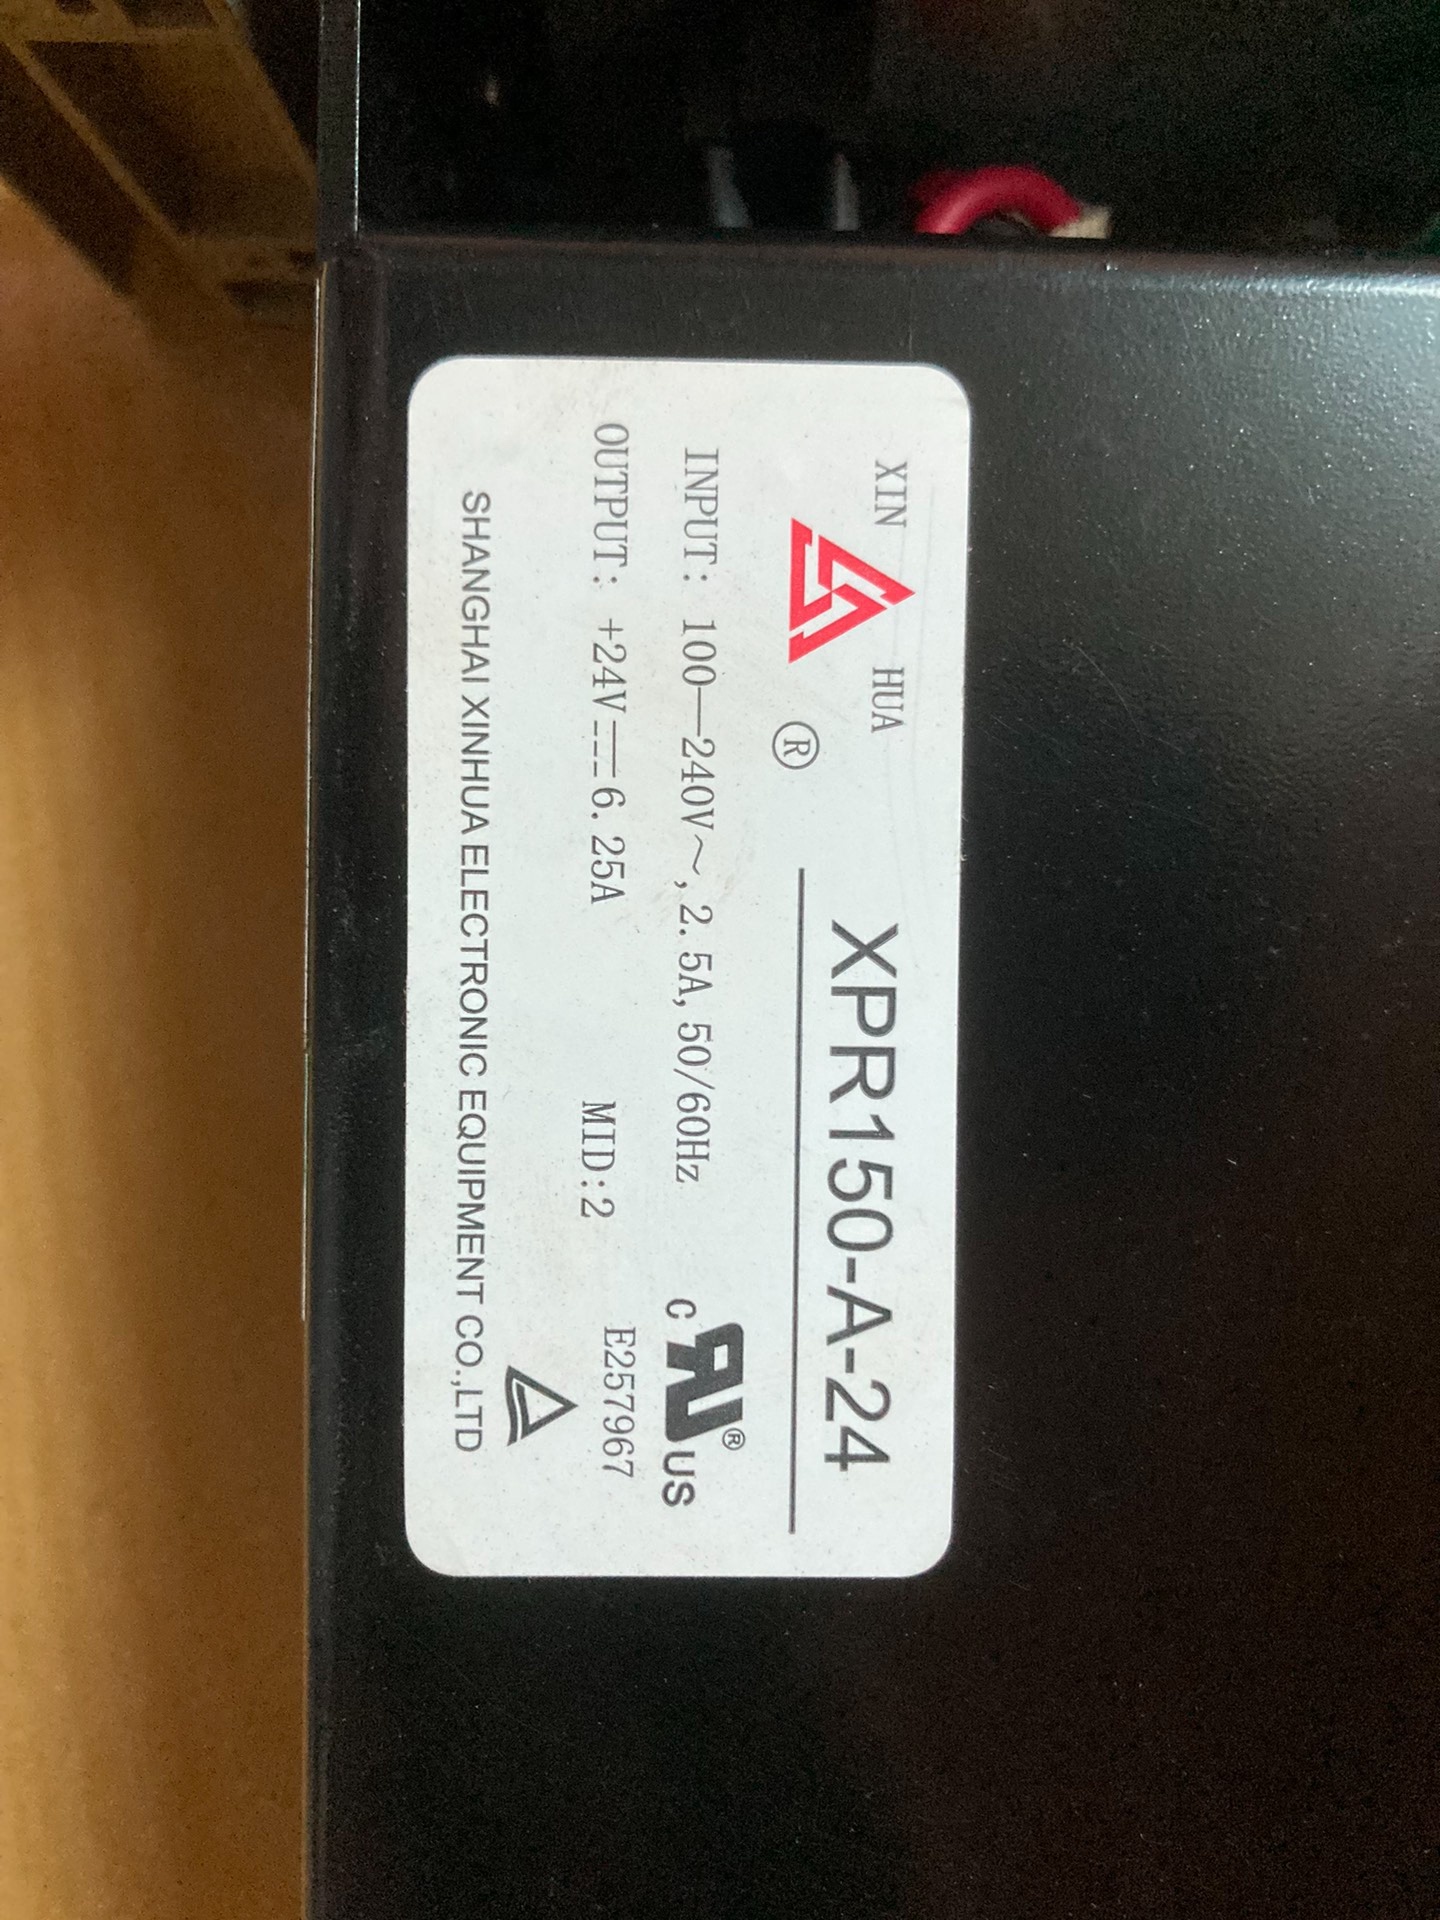 XIN HUA
®
XPR150-A-24
INPUT: 100—240V～, 2.5A, 50/60Hz
c UR® US
OUTPUT: +24V⎓6.25A
MID:2
E257967
SHANGHAI XINHUA ELECTRONIC EQUIPMENT CO.,LTD